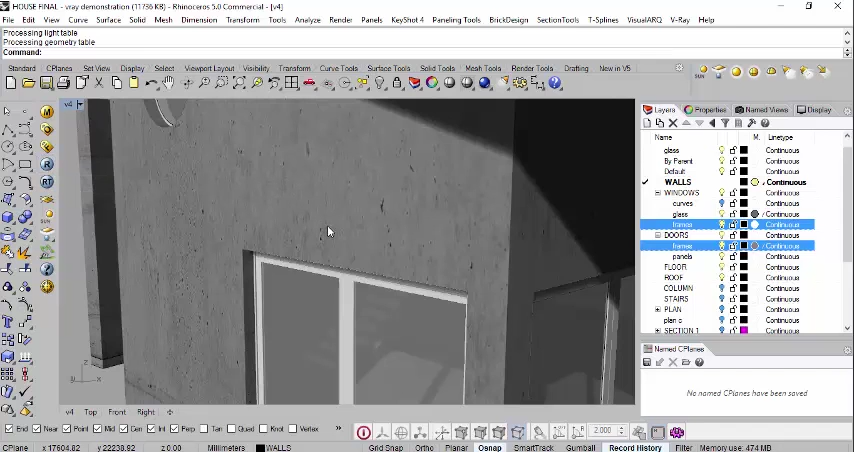 HOUSE FINAL - vray demonstration (11736 KB) - Rhinoceros 5.0 Commercial - [v4]
File Edit View Curve Surface Solid Mesh Dimension Transform Tools Analyze Render Panels KeyShot 4 Paneling Tools BrickDesign SectionTools T-Splines VisualARQ V-Ray Help
Processing light table
Processing geometry table
Command:
Standard CPlanes Set View Display Select Viewport Layout Visibility Transform Curve Tools Surface Tools Solid Tools Mesh Tools Render Tools Drafting New in V5
v4
Layers Properties Named Views Display
Name M. Linetype
glass Continuous
By Parent Continuous
Default Continuous
WALLS Continuous
WINDOWS Continuous
curves Continuous
glass Continuous
frames Continuous
DOORS Continuous
frames Continuous
panels Continuous
FLOOR Continuous
ROOF Continuous
COLUMN Continuous
STAIRS Continuous
PLAN Continuous
plan c Continuous
SECTION 1 Continuous
Named CPlanes
No named CPlanes have been saved
M
R
RT
SUN
SUN
z
x
v4 Top Front Right
End Near Point Mid Cen Int Perp Tan Quad Knot Vertex »
2.000
CPlane x 17604.82 y 22238.92 z 0.00 Millimeters WALLS Grid Snap Ortho Planar Osnap SmartTrack Gumball Record History Filter Memory use: 474 MB